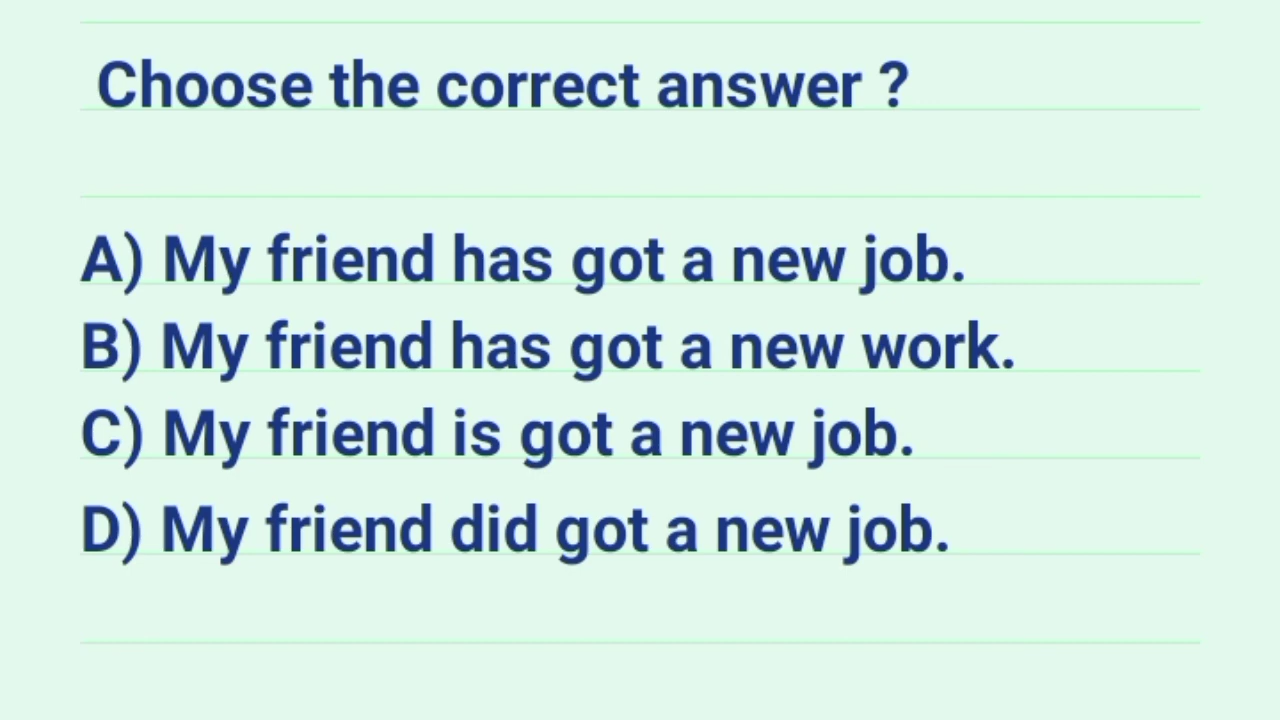 Choose the correct answer ?
A) My friend has got a new job.
B) My friend has got a new work.
C) My friend is got a new job.
D) My friend did got a new job.